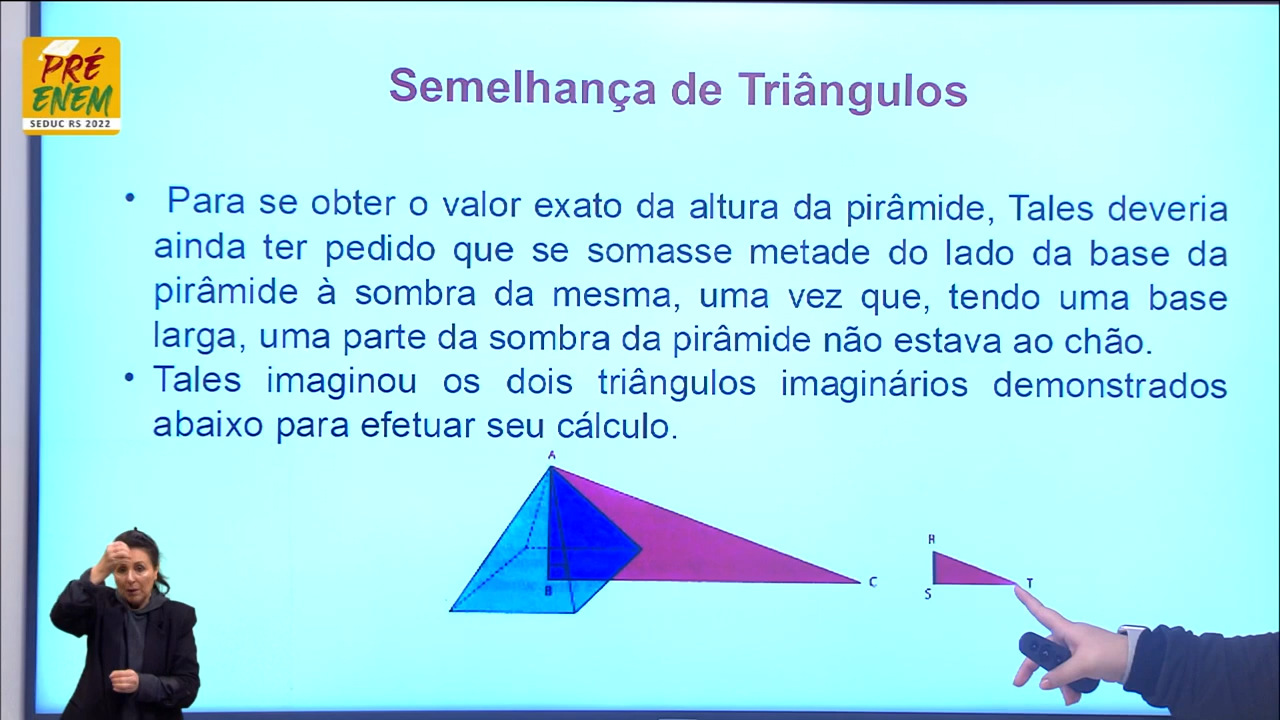 PRÉ
ENEM
SEDUC RS 2022
Semelhança de Triângulos
• Para se obter o valor exato da altura da pirâmide, Tales deveria
ainda ter pedido que se somasse metade do lado da base da
pirâmide à sombra da mesma, uma vez que, tendo uma base
larga, uma parte da sombra da pirâmide não estava ao chão.
• Tales imaginou os dois triângulos imaginários demonstrados
abaixo para efetuar seu cálculo.
A
B
C
R
S
T